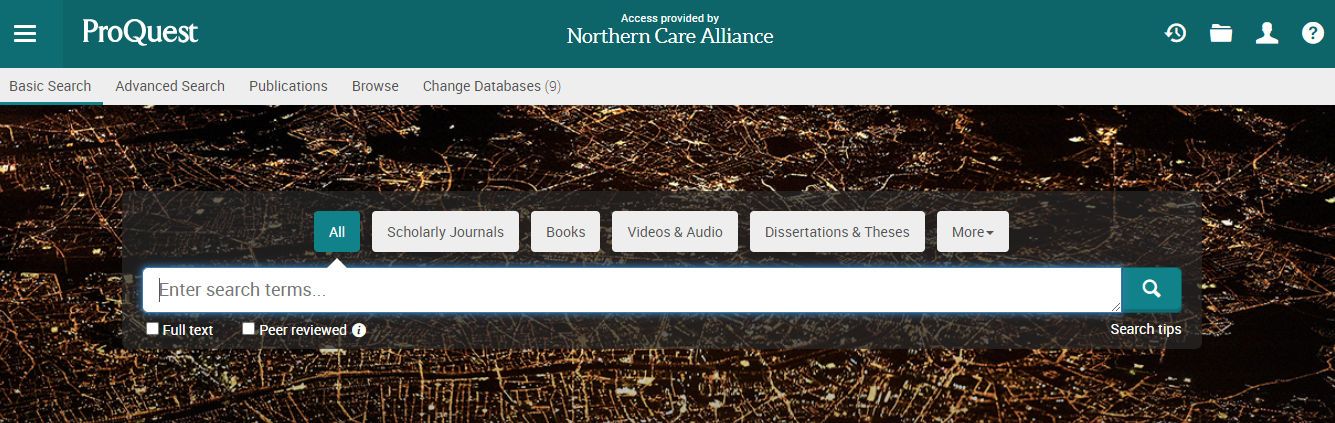 ProQuest
Access provided by
Northern Care Alliance
Basic Search Advanced Search Publications Browse Change Databases (9)
All Scholarly Journals Books Videos & Audio Dissertations & Theses More
Enter search terms...
Full text Peer reviewed Search tips